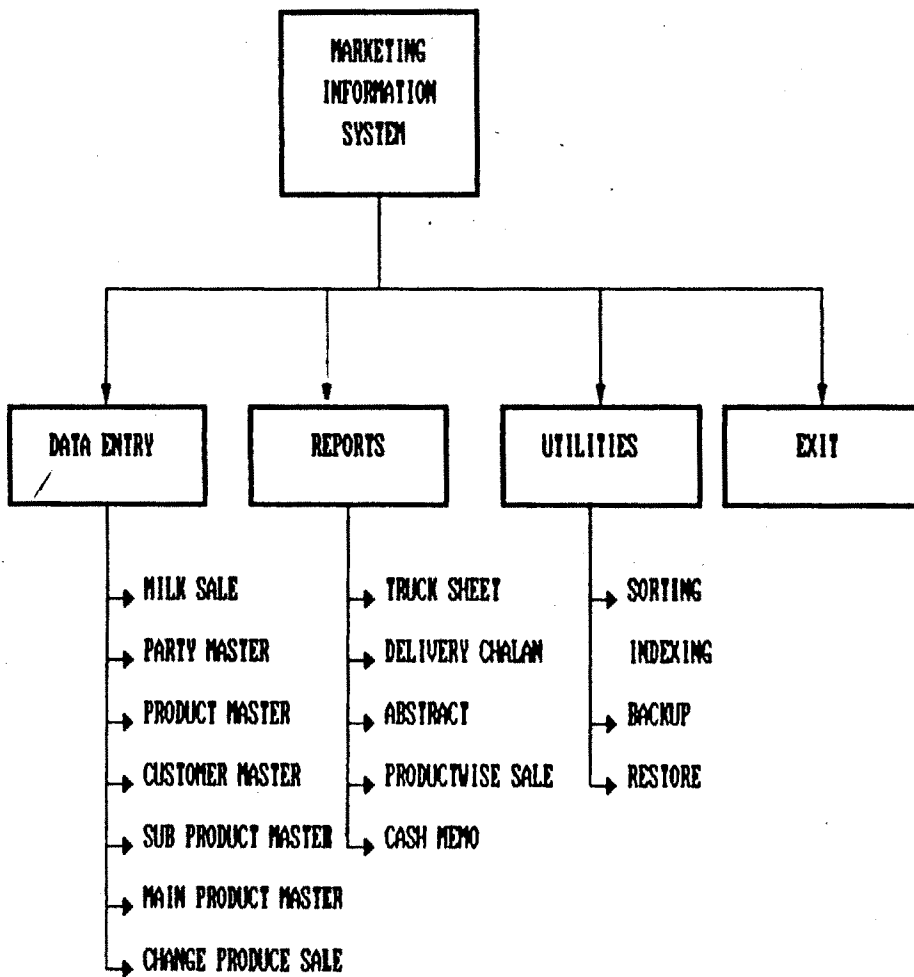 MARKETING
INFORMATION
SYSTEM
DATA ENTRY
REPORTS
UTILITIES
EXIT
MILK SALE
PARTY MASTER
PRODUCT MASTER
CUSTOMER MASTER
SUB PRODUCT MASTER
MAIN PRODUCT MASTER
CHANGE PRODUCE SALE
TRUCK SHEET
DELIVERY CHALAN
ABSTRACT
PRODUCTWISE SALE
CASH MEMO
SORTING
INDEXING
BACKUP
RESTORE